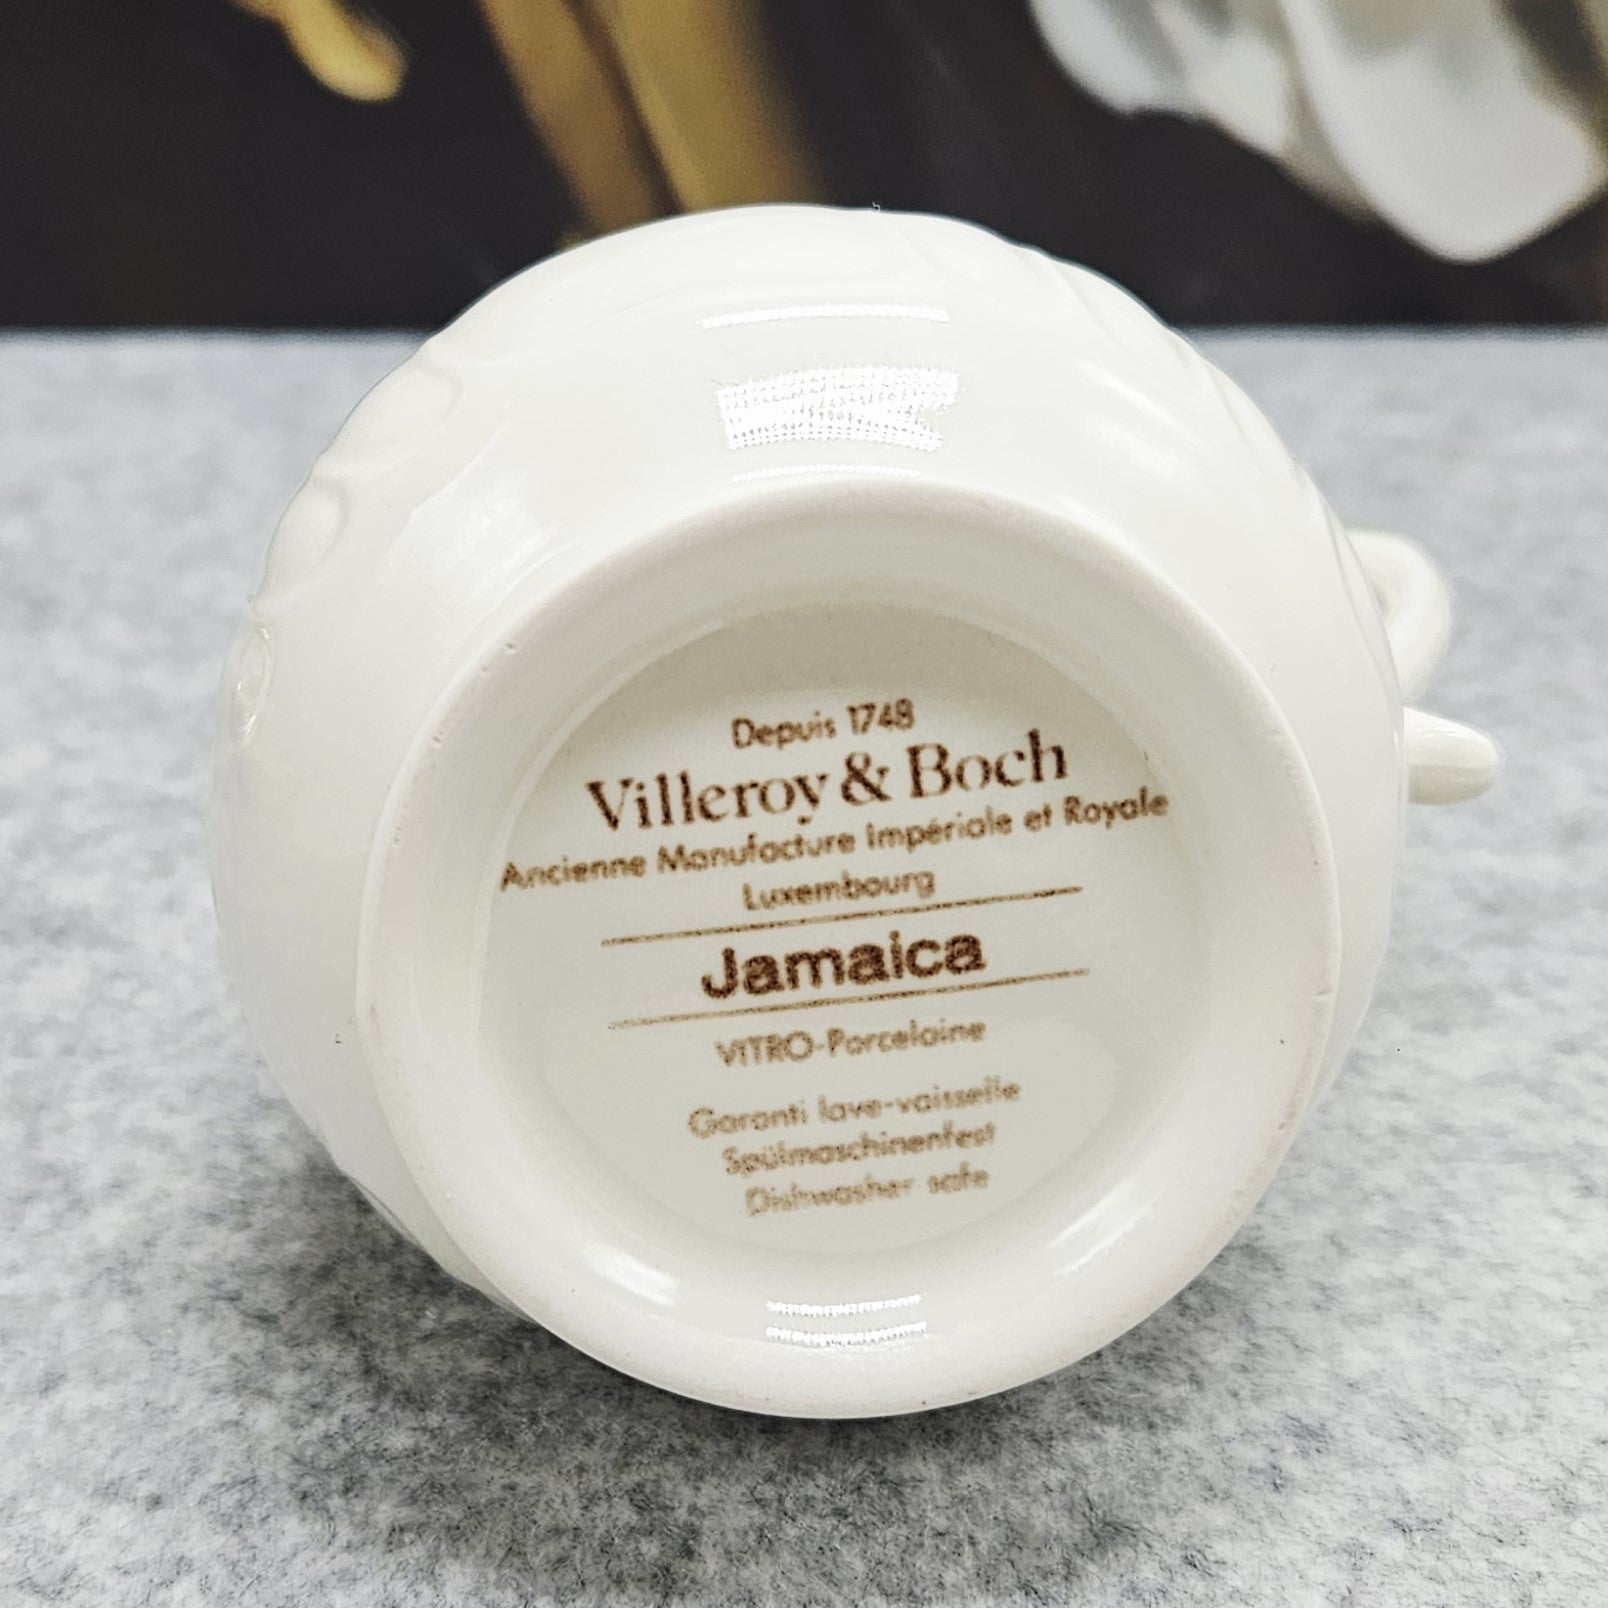 Depuis 1748
Villeroy & Boch
Ancienne Manufacture Impériale et Royale
Luxembourg
Jamaica
VITRO-Porcelaine
Garanti lave-vaisselle
Spülmaschinenfest
Dishwasher safe